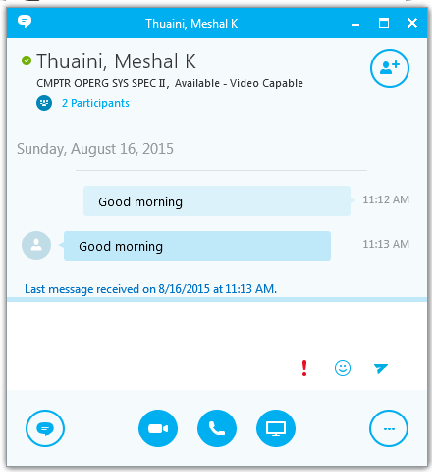 Thuaini, Meshal K
Thuaini, Meshal K
CMPTR OPERG SYS SPEC II, Available - Video Capable
2 Participants
Sunday, August 16, 2015
Good morning 11:12 AM
Good morning 11:13 AM
Last message received on 8/16/2015 at 11:13 AM.